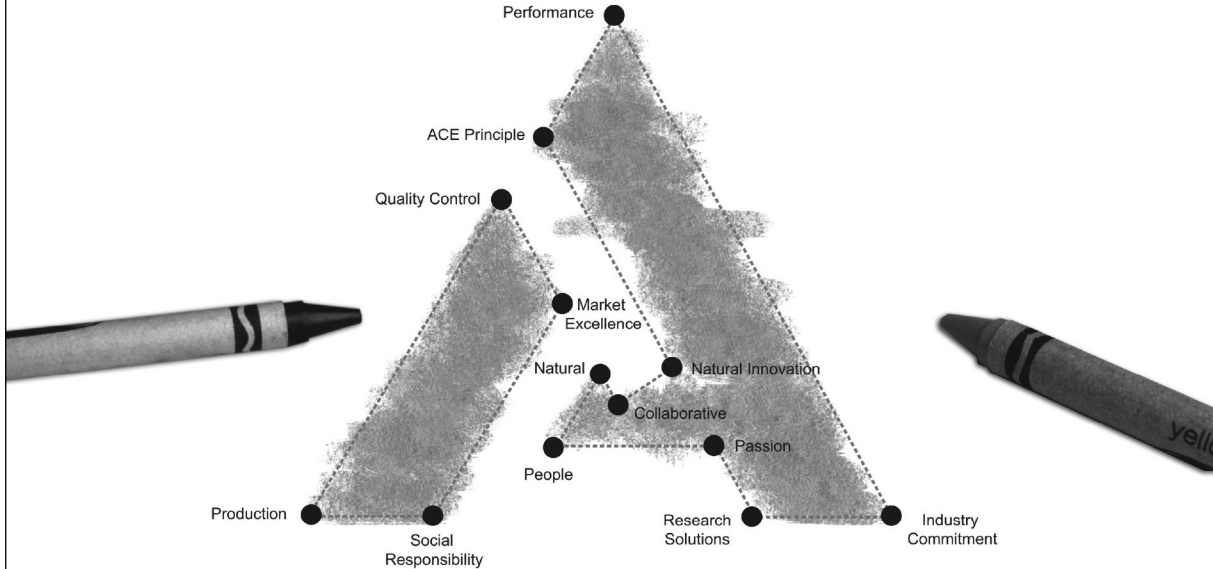 Performance
ACE Principle
Quality Control
Market
Excellence
Natural
Natural Innovation
Collaborative
Passion
People
Production
Social
Responsibility
Research
Solutions
Industry
Commitment